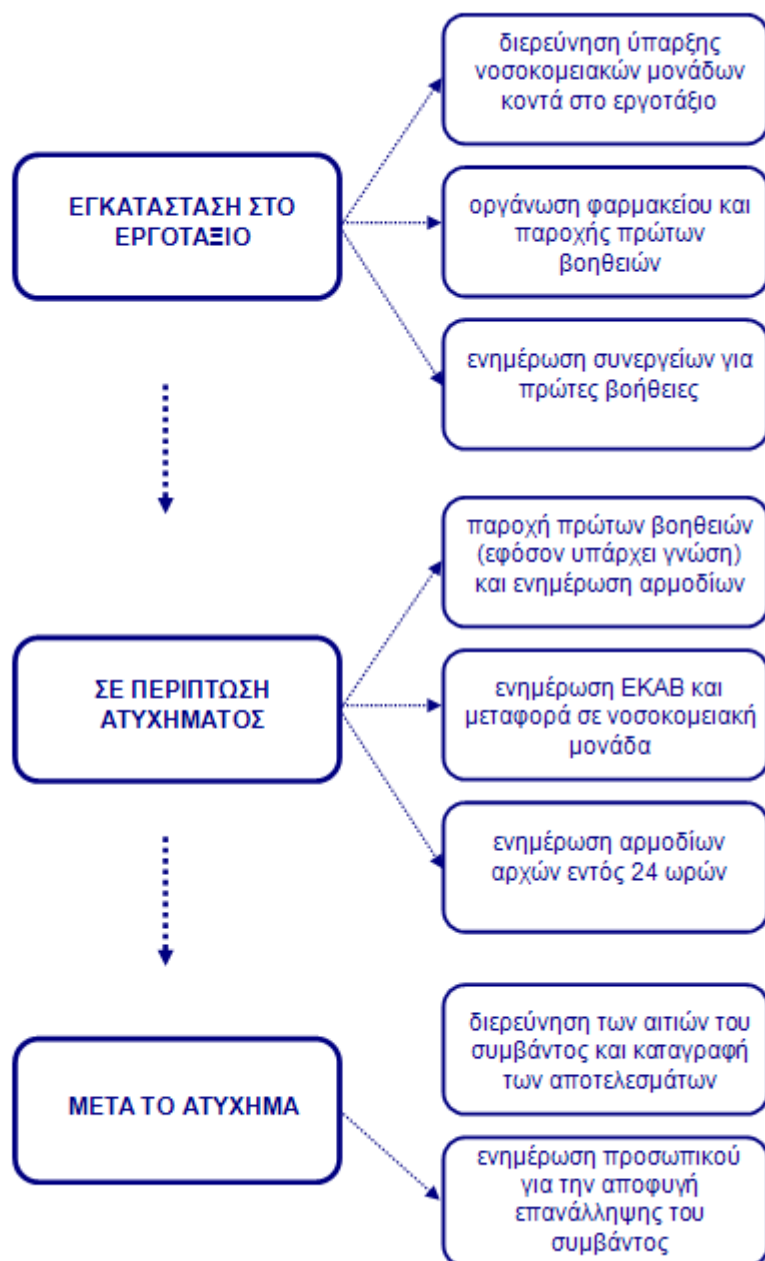 διερεύνηση ύπαρξης
νοσοκομειακών μονάδων
κοντά στο εργοτάξιο
ΕΓΚΑΤΑΣΤΑΣΗ ΣΤΟ
ΕΡΓΟΤΑΞΙΟ
οργάνωση φαρμακείου και
παροχής πρώτων
βοηθειών
ενημέρωση συνεργείων για
πρώτες βοήθειες
παροχή πρώτων βοηθειών
(εφόσον υπάρχει γνώση)
και ενημέρωση αρμοδίων
ΣΕ ΠΕΡΙΠΤΩΣΗ
ΑΤΥΧΗΜΑΤΟΣ
ενημέρωση ΕΚΑΒ και
μεταφορά σε νοσοκομειακή
μονάδα
ενημέρωση αρμοδίων
αρχών εντός 24 ωρών
διερεύνηση των αιτιών του
συμβάντος και καταγραφή
των αποτελεσμάτων
ΜΕΤΑ ΤΟ ΑΤΥΧΗΜΑ
ενημέρωση προσωπικού
για την αποφυγή
επανάλληψης του
συμβάντος